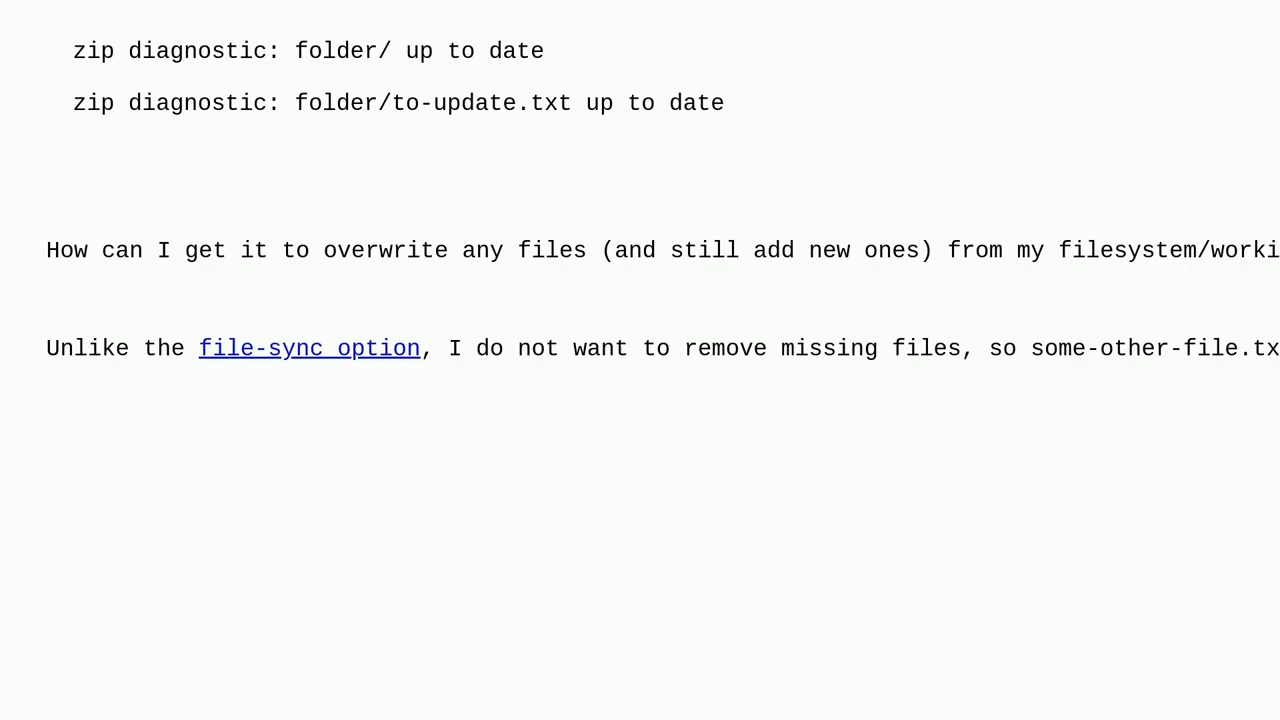 zip diagnostic: folder/ up to date
zip diagnostic: folder/to-update.txt up to date
How can I get it to overwrite any files (and still add new ones) from my filesystem/worki
Unlike the file-sync option, I do not want to remove missing files, so some-other-file.tx